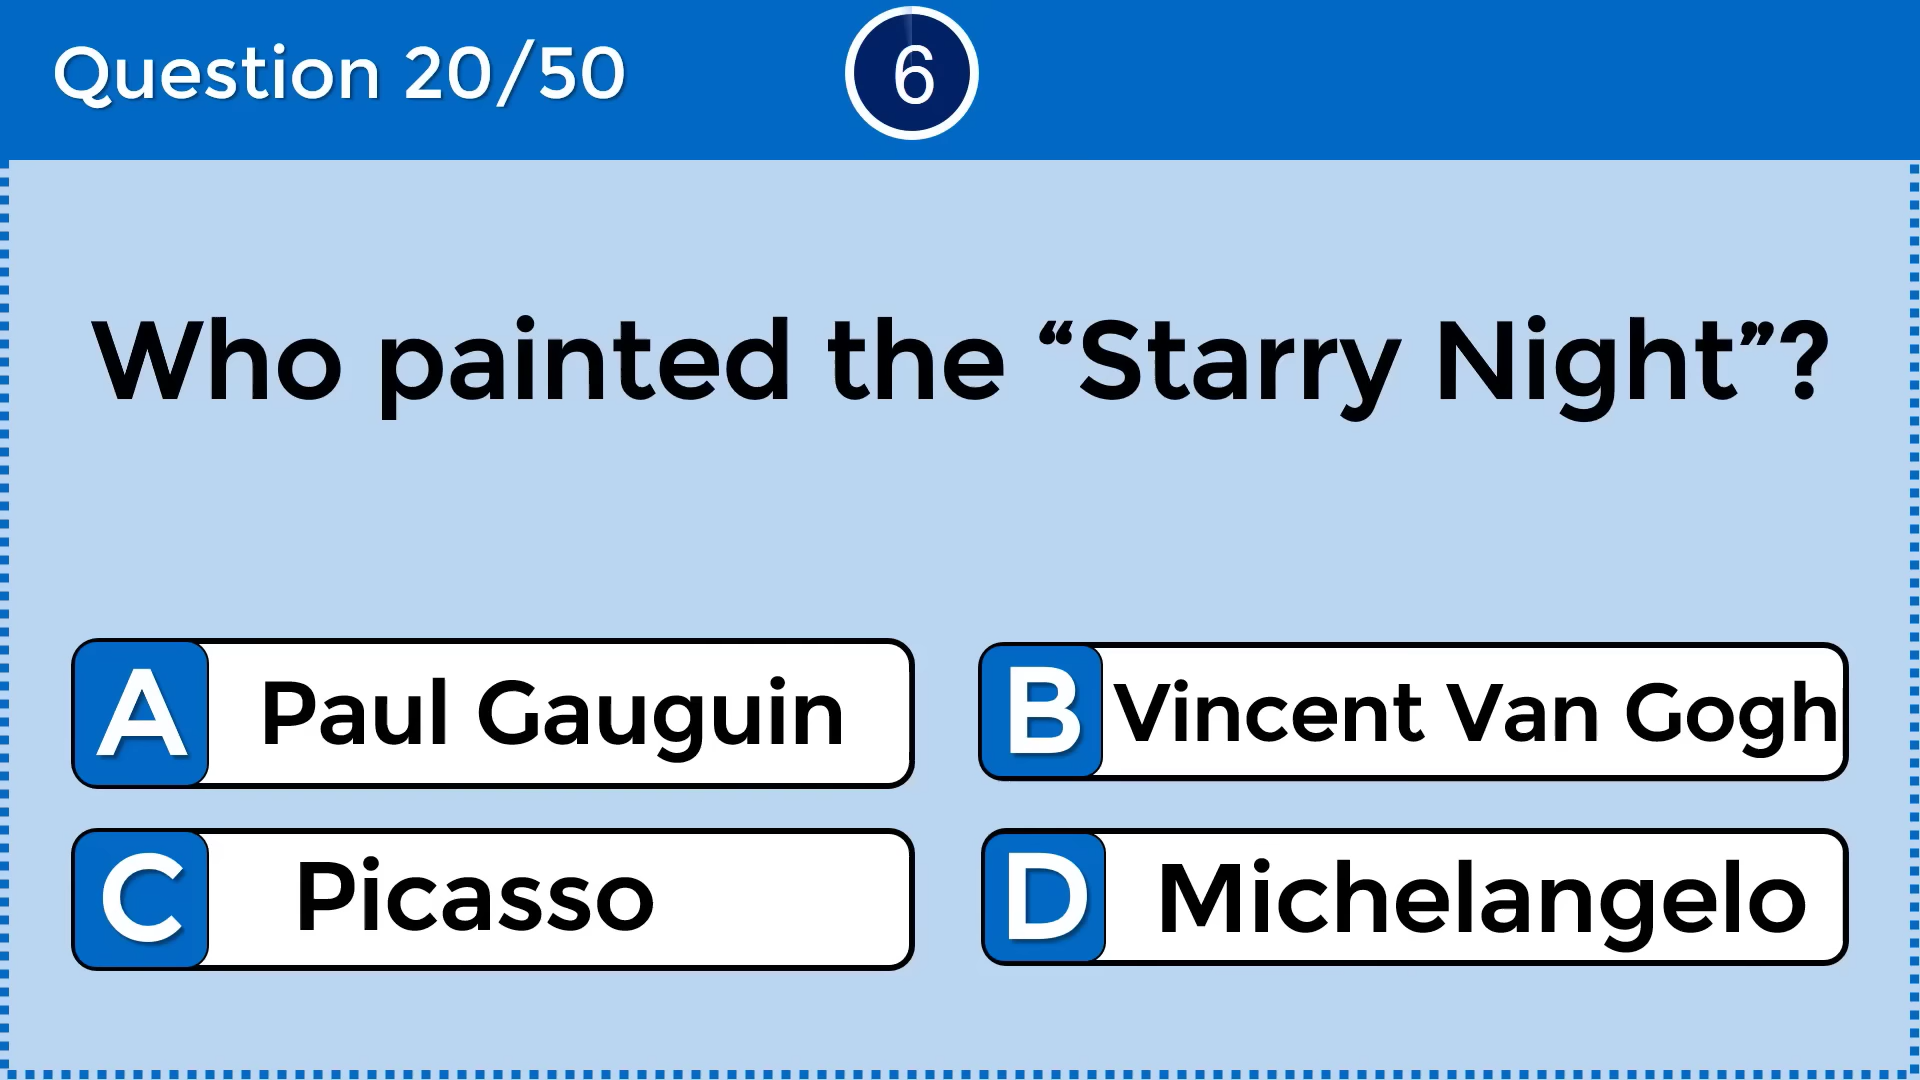 Question 20/50
6
Who painted the “Starry Night”?
A Paul Gauguin
B Vincent Van Gogh
C Picasso
D Michelangelo